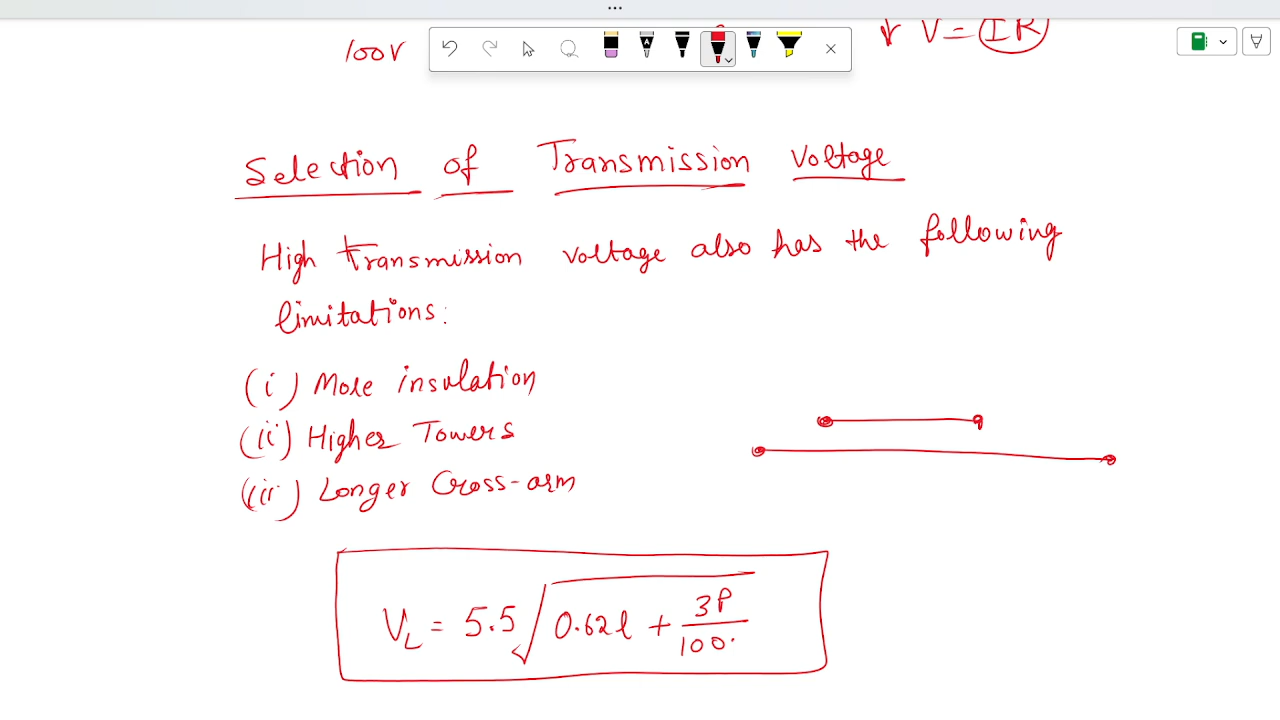 100V
V = IR
Selection of Transmission Voltage
High Transmission voltage also has the following
limitations:
(i) More insulation
(ii) Higher Towers
(iii) Longer Cross-arm
V_L = 5.5 √(0.62l + 3P/100)